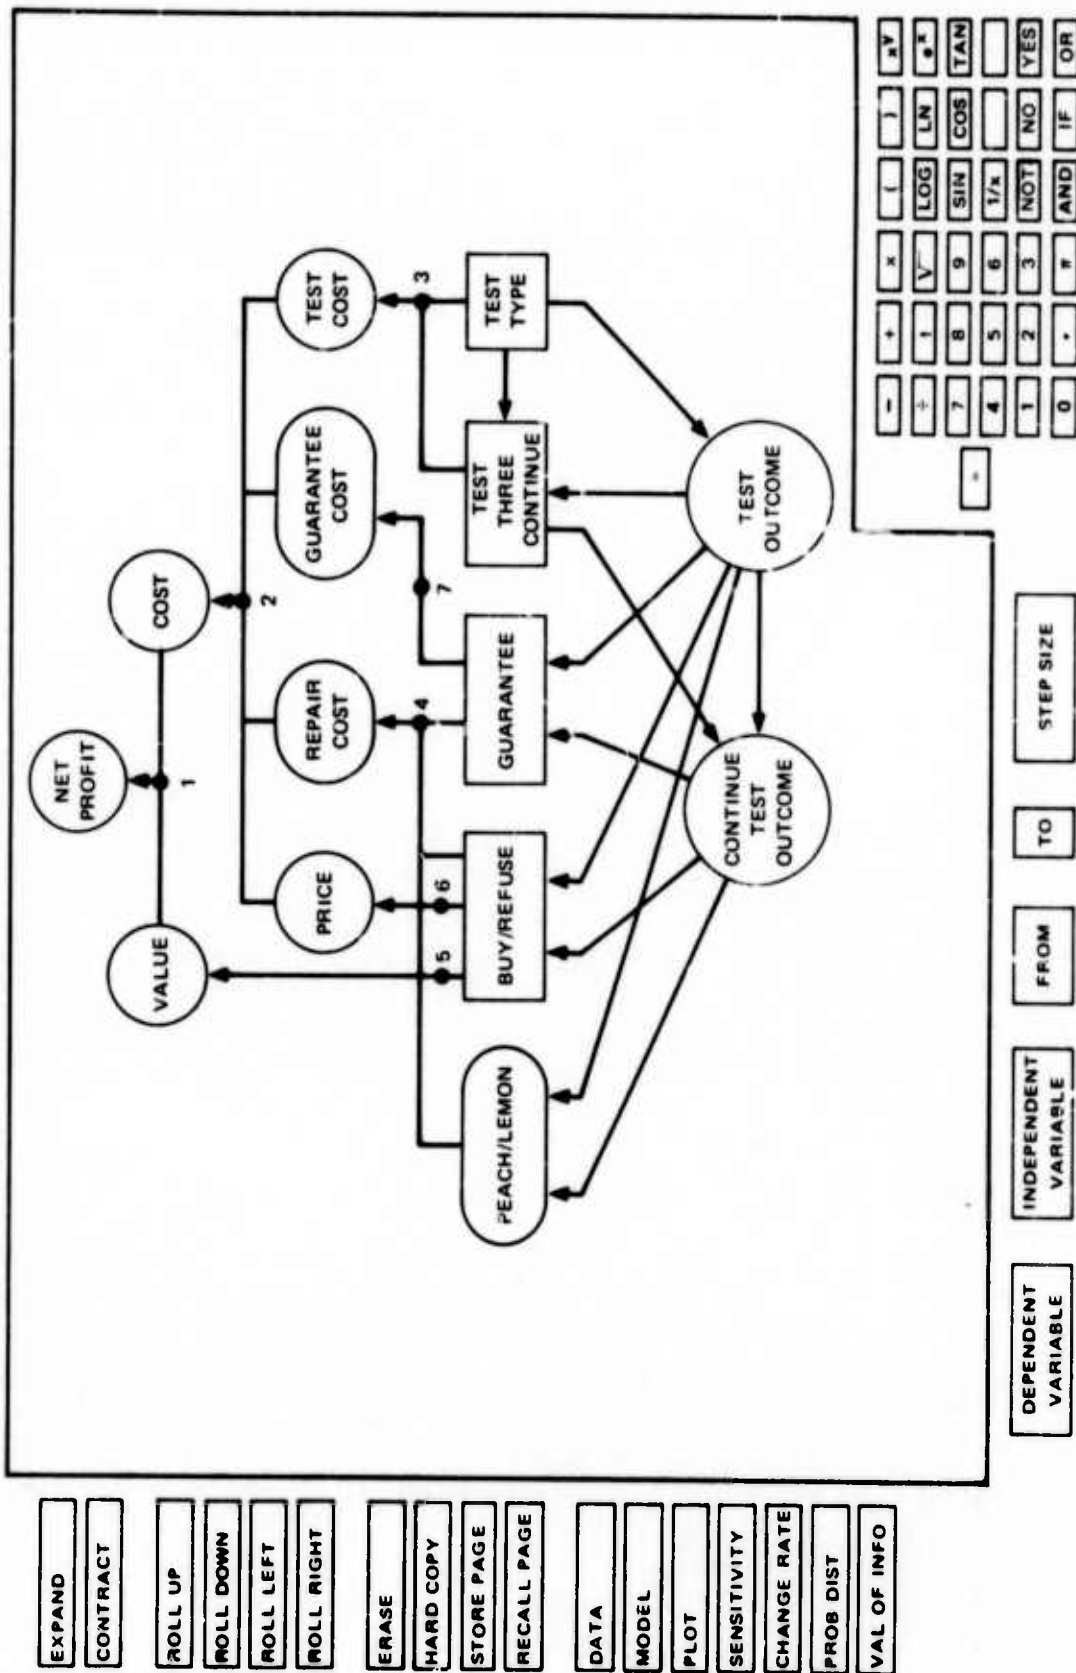 EXPAND
CONTRACT
ROLL UP
ROLL DOWN
ROLL LEFT
ROLL RIGHT
ERASE
HARD COPY
STORE PAGE
RECALL PAGE
DATA
MODEL
PLOT
SENSITIVITY
CHANGE RATE
PROB DIST
VAL OF INFO
NET
PROFIT
1
VALUE
COST
2
PRICE
REPAIR
COST
GUARANTEE
COST
TEST
COST
5
6
4
7
3
PEACH/LEMON
BUY/REFUSE
GUARANTEE
TEST
THREE
CONTINUE
TEST
TYPE
CONTINUE
TEST
OUTCOME
TEST
OUTCOME
DEPENDENT
VARIABLE
INDEPENDENT
VARIABLE
FROM
TO
STEP SIZE
− + × ( )
÷ √ LOG LN
7 8 9 SIN COS TAN
4 5 6 1/x
1 2 3 NOT NO YES
0 . AND IF OR